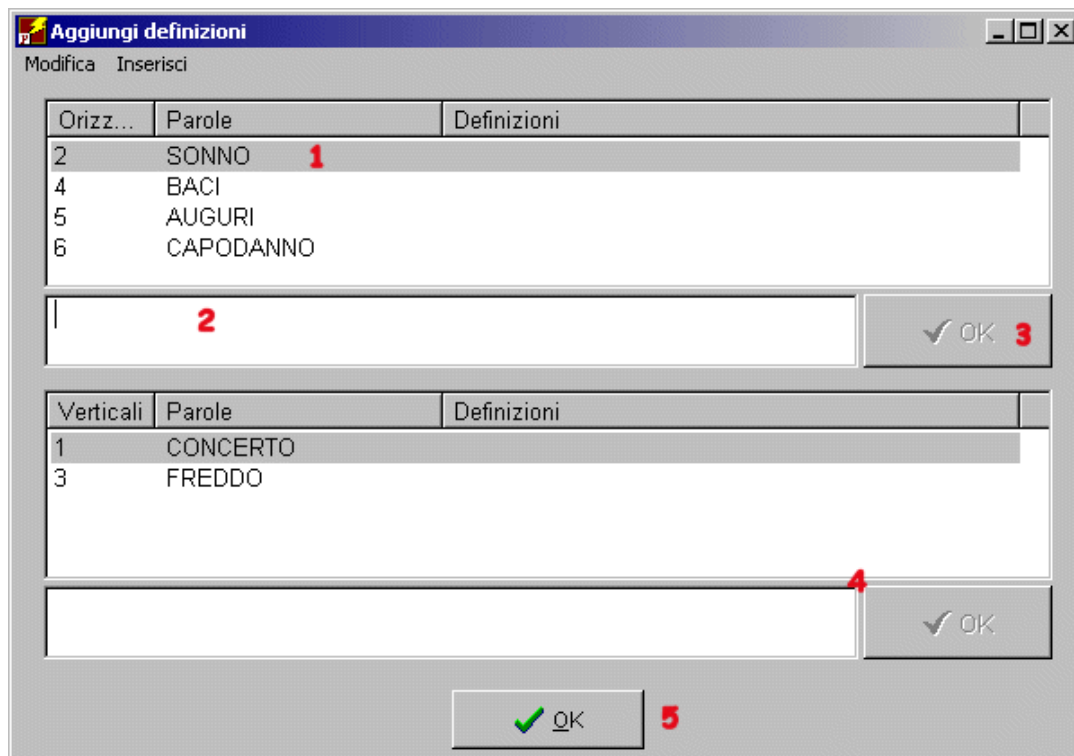 Aggiungi definizioni
Modifica Inserisci
Orizz... Parole Definizioni
2 SONNO 1
4 BACI
5 AUGURI
6 CAPODANNO
2
OK 3
Verticali Parole Definizioni
1 CONCERTO
3 FREDDO
4
OK
OK 5